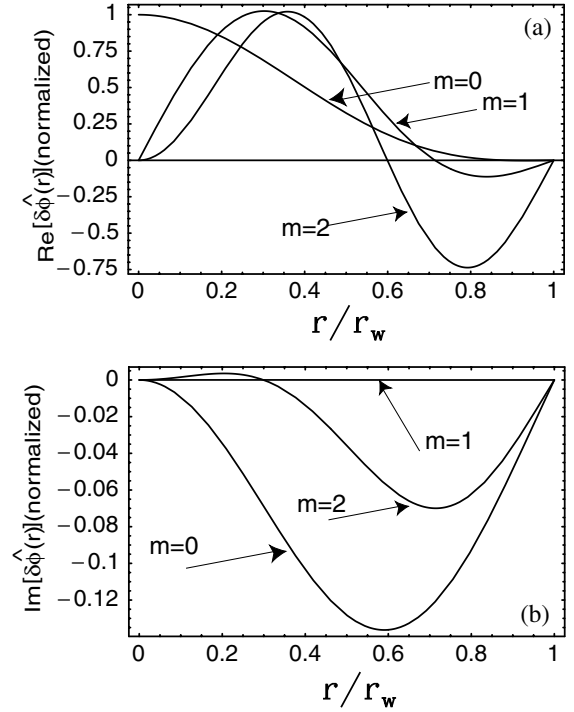 (a)
Re[δϕ̂(r)](normalized)
1
0.75
0.5
0.25
0
−0.25
−0.5
−0.75
m=0
m=1
m=2
0 0.2 0.4 0.6 0.8 1
r/r_w
Im[δϕ̂(r)](normalized)
0
−0.02
−0.04
−0.06
−0.08
−0.1
−0.12
m=1
m=2
m=0
(b)
0 0.2 0.4 0.6 0.8 1
r/r_w